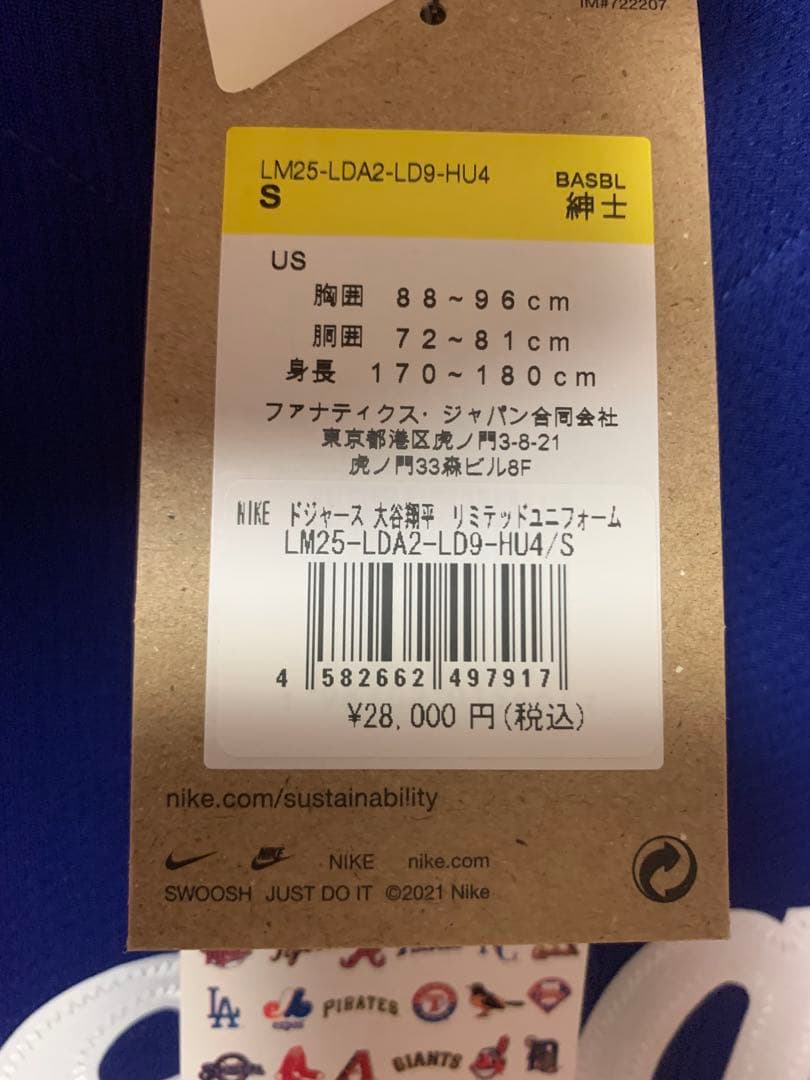 IM#722207
LM25-LDA2-LD9-HU4
S
BASBL
紳士
US
胸囲 88~96cm
胴囲 72~81cm
身長 170~180cm
ファナティクス・ジャパン合同会社
東京都港区虎ノ門3-8-21
虎ノ門33森ビル8F
NIKE ドジャース 大谷翔平 リミテッドユニフォーム
LM25-LDA2-LD9-HU4/S
4 582662 497917
¥28,000 円(税込)
nike.com/sustainability
NIKE nike.com
SWOOSH JUST DO IT ©2021 Nike
LA expos PIRATES T
GIANTS